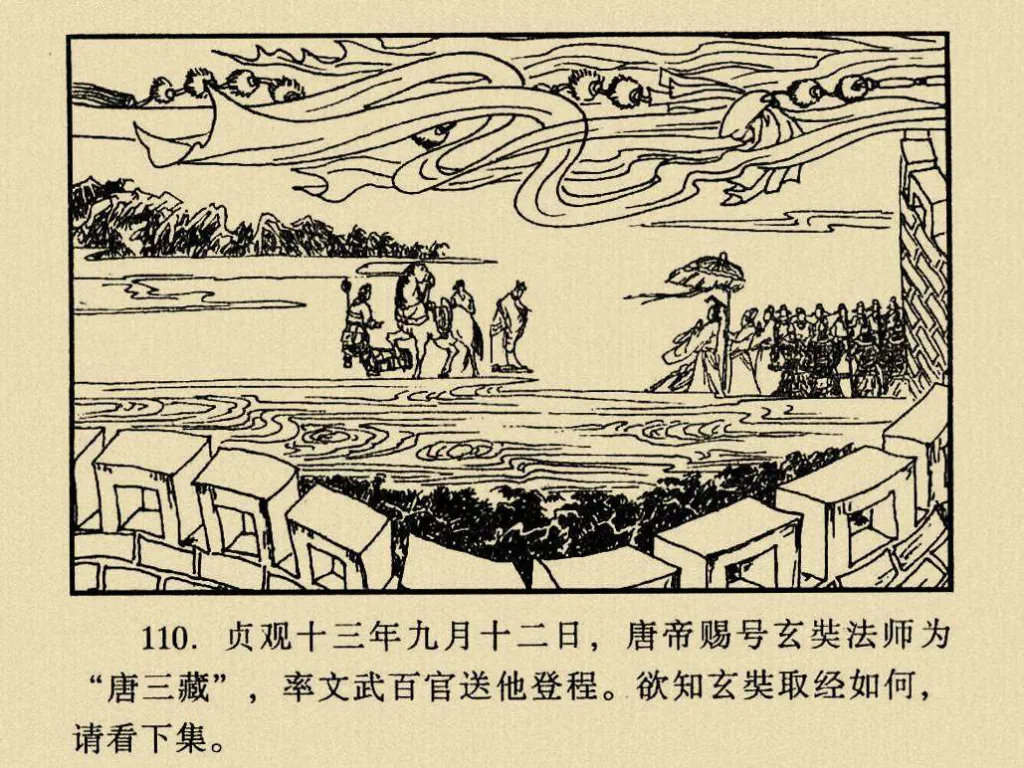 110. 贞观十三年九月十二日，唐帝赐号玄奘法师为
“唐三藏”，率文武百官送他登程。欲知玄奘取经如何，
请看下集。